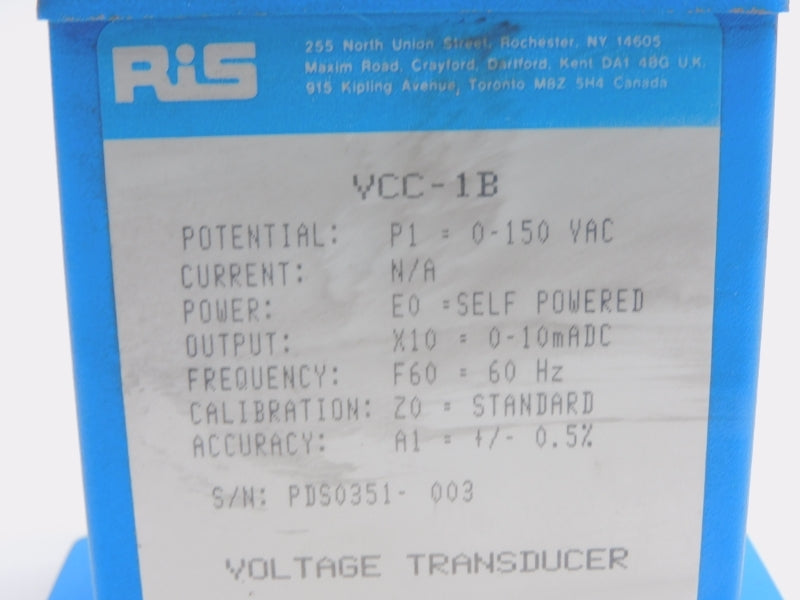 RiS
255 North Union Street, Rochester, NY 14605
Maxim Road, Crayford, Dartford, Kent DA1 4BG U.K.
915 Kipling Avenue, Toronto M8Z 5H4 Canada
VCC-1B
POTENTIAL: P1 = 0-150 VAC
CURRENT: N/A
POWER: E0 =SELF POWERED
OUTPUT: X10 = 0-10mADC
FREQUENCY: F60 = 60 Hz
CALIBRATION: Z0 = STANDARD
ACCURACY: A1 = +/- 0.5%
S/N: PDS0351- 003
VOLTAGE TRANSDUCER